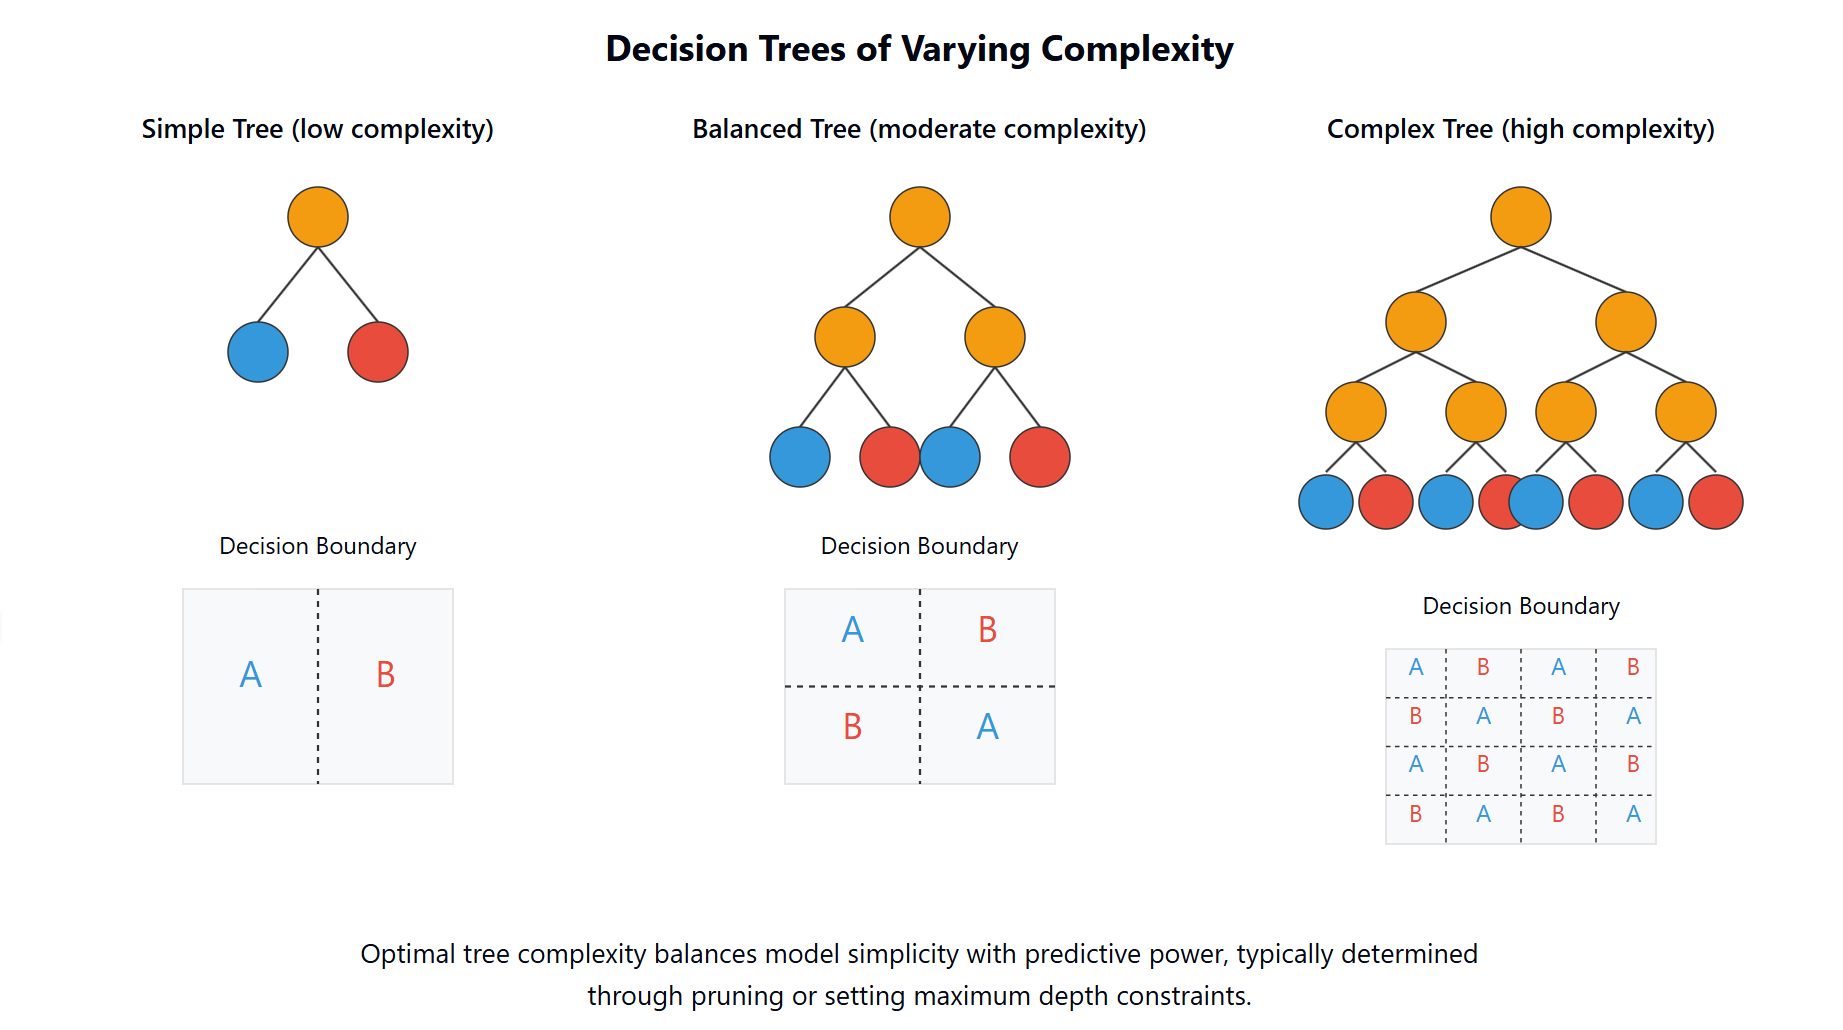 Decision Trees of Varying Complexity
Simple Tree (low complexity)
Balanced Tree (moderate complexity)
Complex Tree (high complexity)
Decision Boundary
A B
Decision Boundary
A B
B A
Decision Boundary
A B A B
B A B A
A B A B
B A B A
Optimal tree complexity balances model simplicity with predictive power, typically determined
through pruning or setting maximum depth constraints.